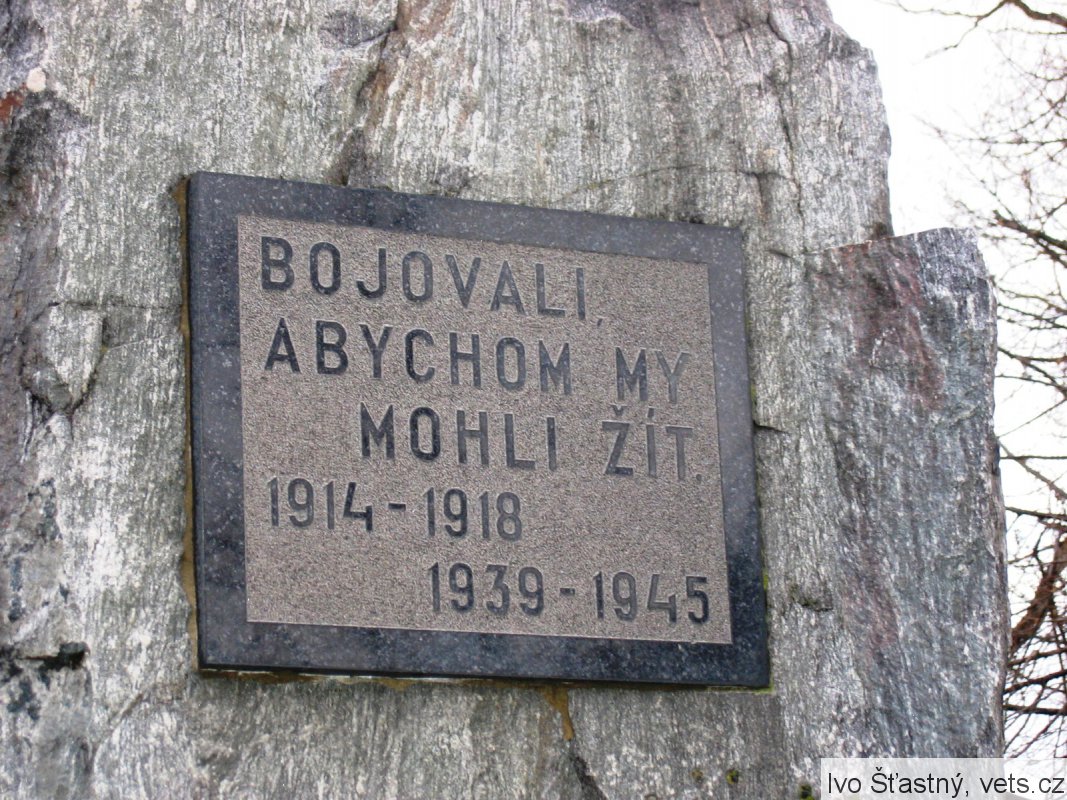 BOJOVALI,
ABYCHOM MY
MOHLI ŽÍT.
1914 - 1918
1939 - 1945
Ivo Šťastný, vets.cz